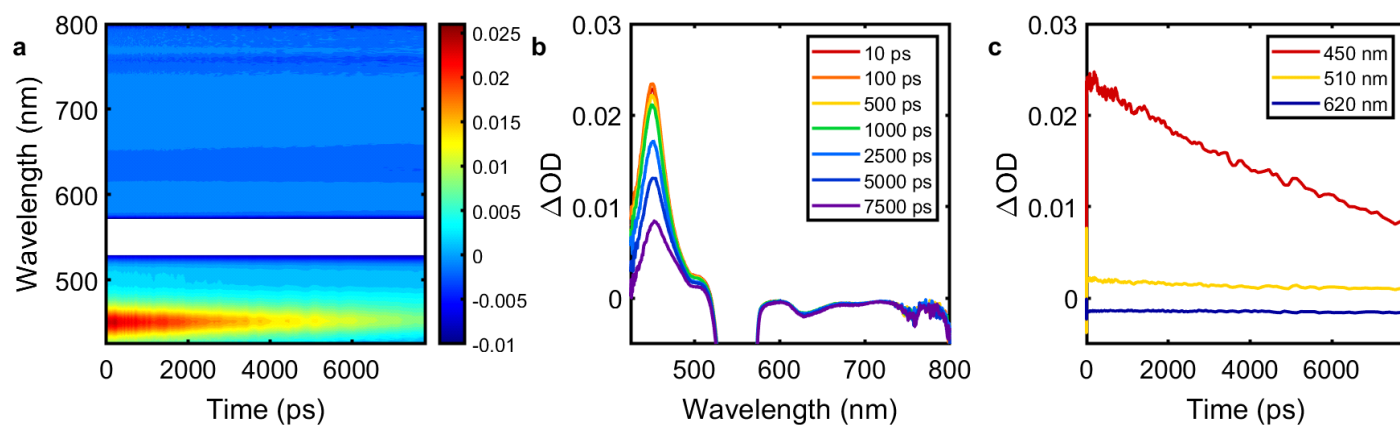 a
800
700
600
500
Wavelength (nm)
0
2000
4000
6000
Time (ps)
0.025
0.02
0.015
0.01
0.005
0
-0.005
-0.01
b
0.03
0.02
0.01
0
ΔOD
500
600
700
800
Wavelength (nm)
10 ps
100 ps
500 ps
1000 ps
2500 ps
5000 ps
7500 ps
c
0.03
0.02
0.01
0
ΔOD
0
2000
4000
6000
Time (ps)
450 nm
510 nm
620 nm